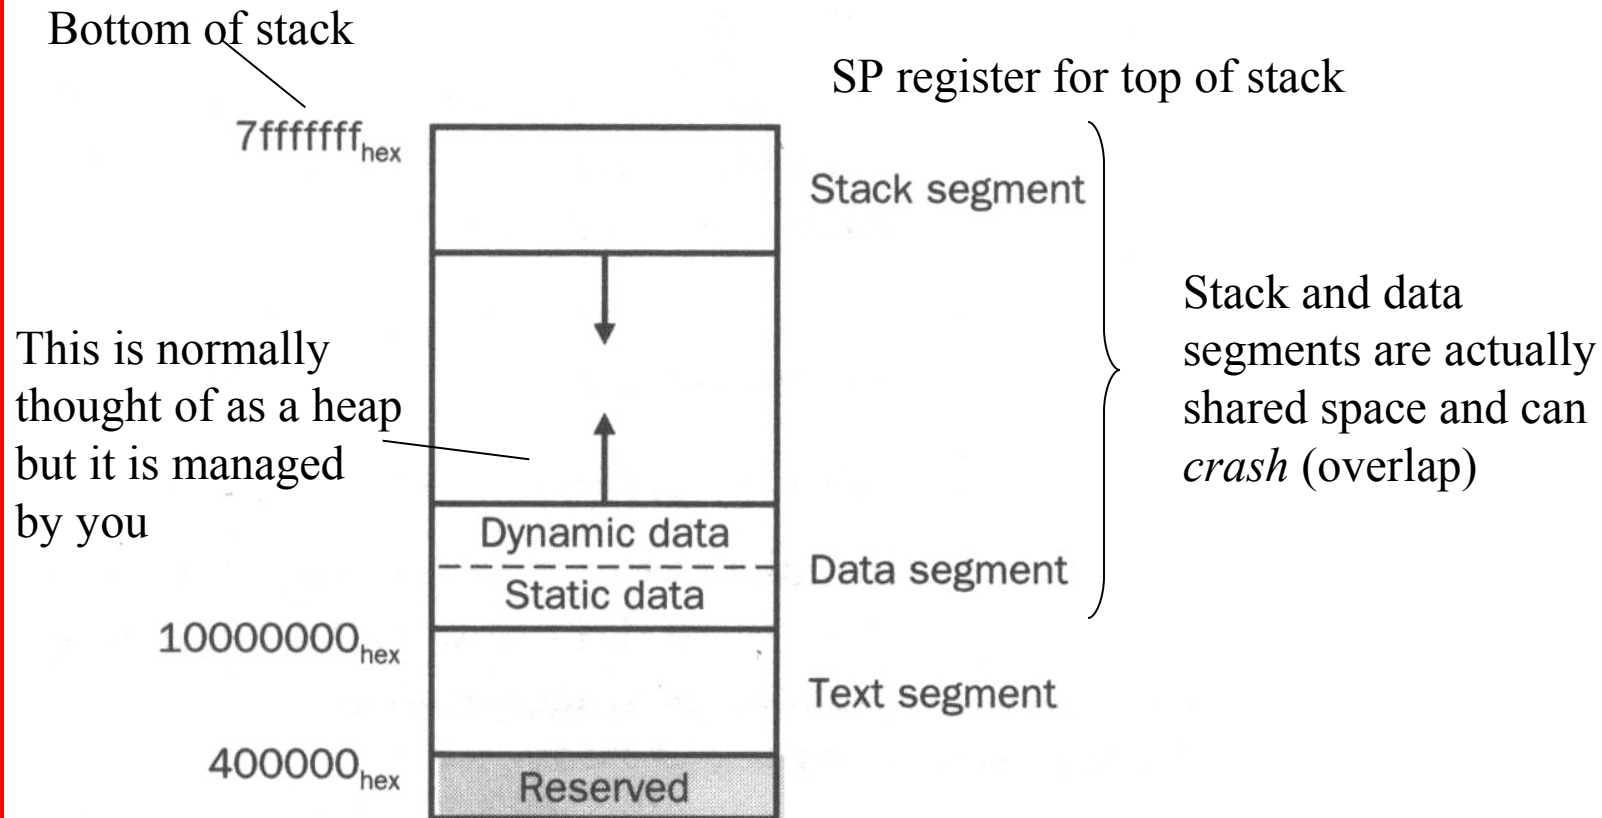 Bottom of stack
SP register for top of stack
7fffffff hex
Stack segment
This is normally
thought of as a heap
but it is managed
by you
Stack and data
segments are actually
shared space and can
crash (overlap)
Dynamic data
Static data
Data segment
10000000 hex
Text segment
400000 hex
Reserved